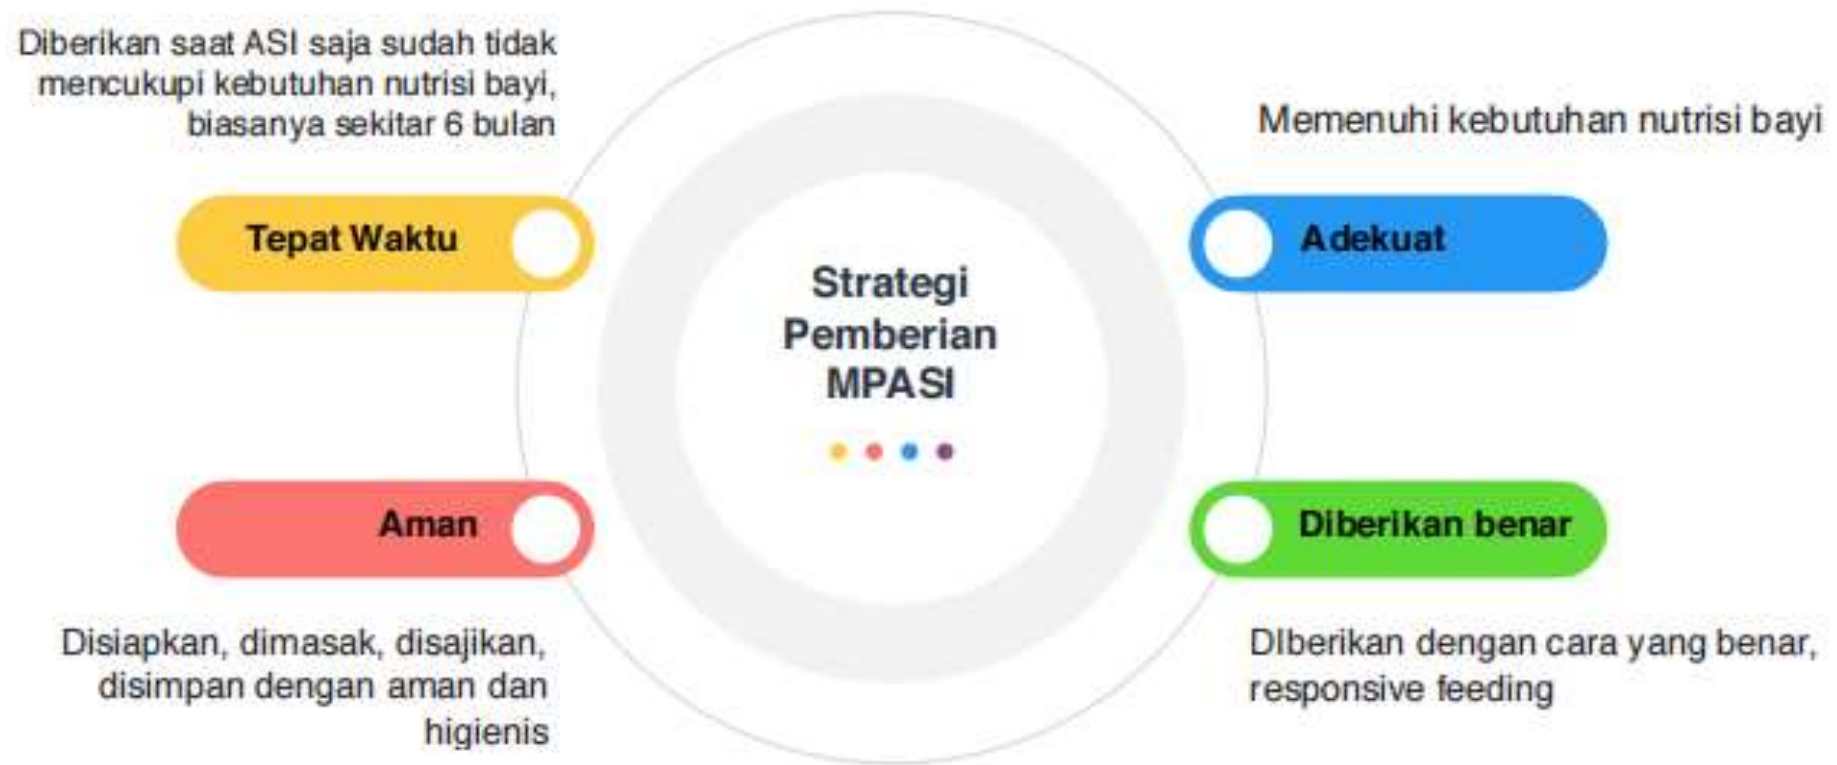 Diberikan saat ASI saja sudah tidak
mencukupi kebutuhan nutrisi bayi,
biasanya sekitar 6 bulan
Tepat Waktu
Memenuhi kebutuhan nutrisi bayi
Adekuat
Strategi
Pemberian
MPASI
Aman
Disiapkan, dimasak, disajikan,
disimpan dengan aman dan
higienis
Diberikan benar
DIberikan dengan cara yang benar,
responsive feeding